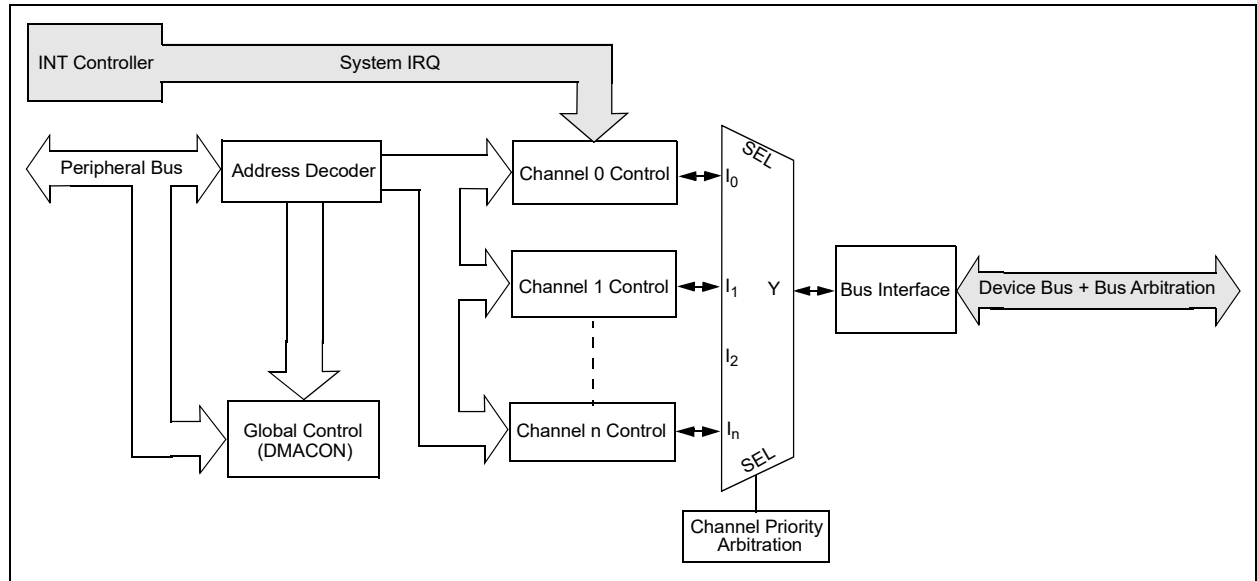 INT Controller
System IRQ
Peripheral Bus
Address Decoder
Channel 0 Control
I0
SEL
Channel 1 Control
I1
Y
Bus Interface
Device Bus + Bus Arbitration
I2
Global Control
(DMACON)
Channel n Control
In
SEL
Channel Priority
Arbitration